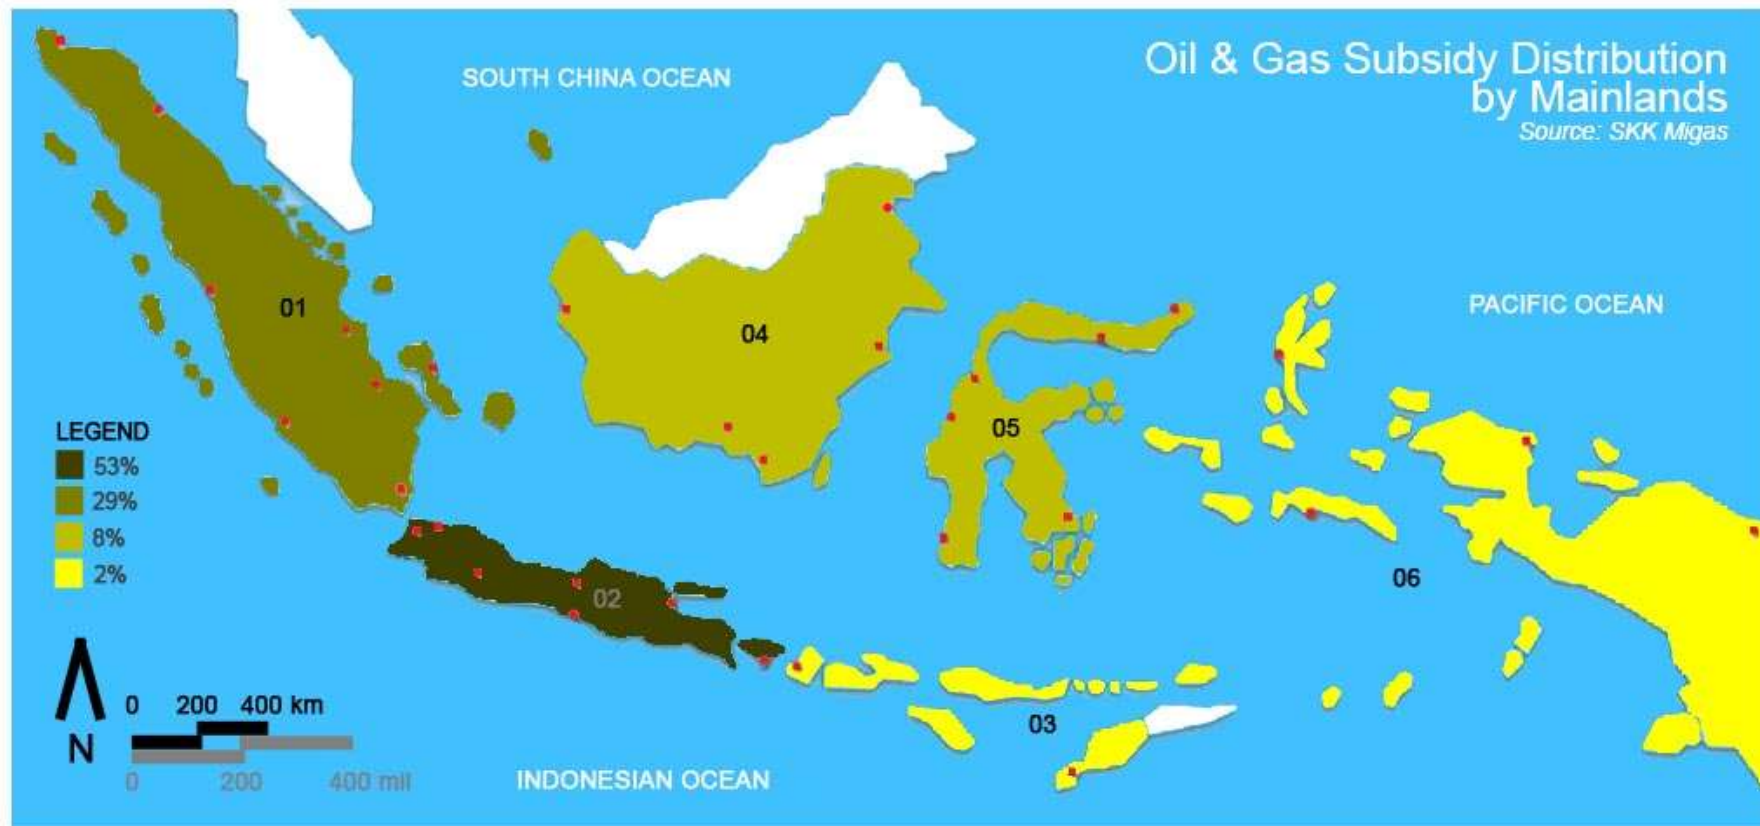 Oil & Gas Subsidy Distribution
by Mainlands
Source: SKK Migas
SOUTH CHINA OCEAN
PACIFIC OCEAN
01
04
05
LEGEND
53%
29%
8%
2%
02
06
03
0 200 400 km
N
0 200 400 mil
INDONESIAN OCEAN